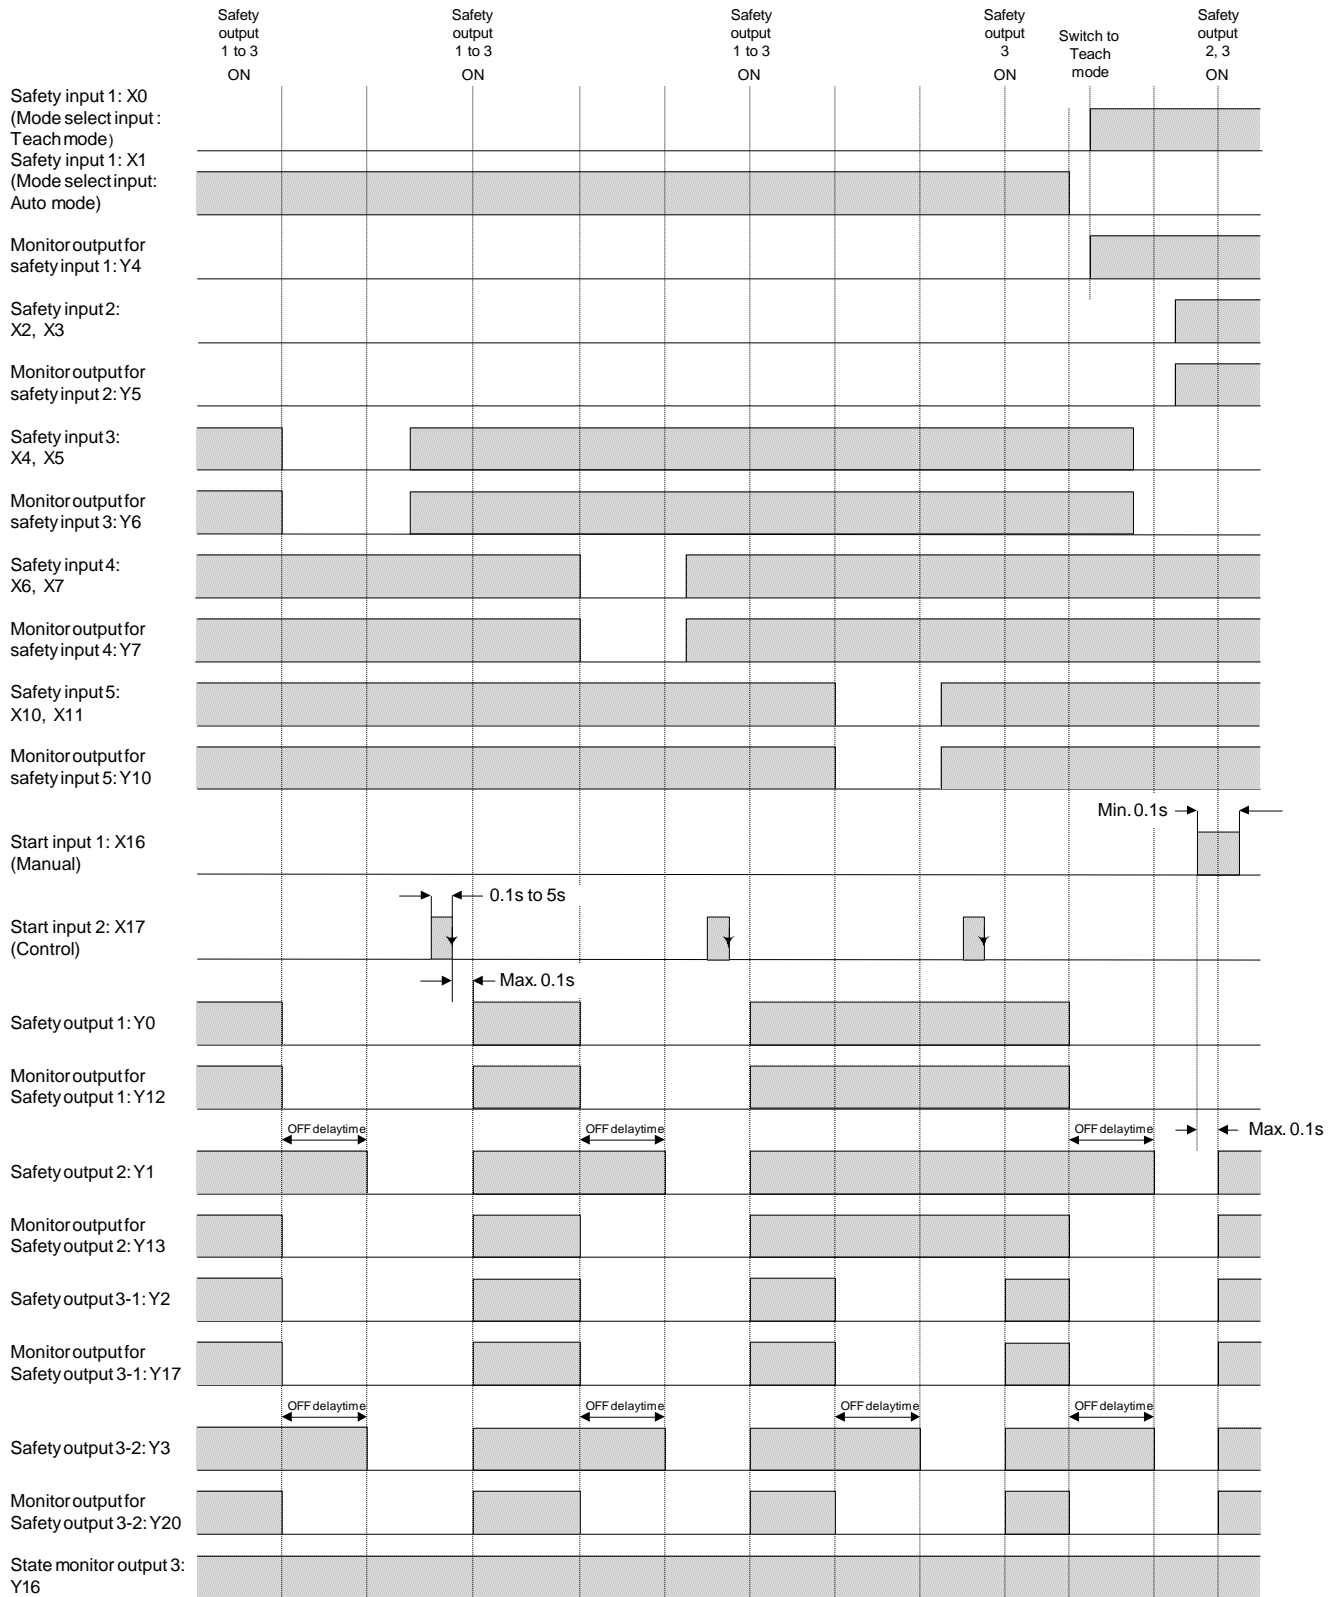 Safety
output
1 to 3
ON
Safety
output
1 to 3
ON
Safety
output
1 to 3
ON
Safety
output
3
ON
Switch to
Teach
mode
Safety
output
2, 3
ON
Safety input 1: X0
(Mode select input :
Teach mode)
Safety input 1: X1
(Mode select input:
Auto mode)
Monitor output for
safety input 1: Y4
Safety input 2:
X2, X3
Monitor output for
safety input 2: Y5
Safety input 3:
X4, X5
Monitor output for
safety input 3: Y6
Safety input 4:
X6, X7
Monitor output for
safety input 4: Y7
Safety input 5:
X10, X11
Monitor output for
safety input 5: Y10
Min. 0.1s
Start input 1: X16
(Manual)
0.1s to 5s
Start input 2: X17
(Control)
Max. 0.1s
Safety output 1: Y0
Monitor output for
Safety output 1: Y12
OFF delay time
OFF delay time
OFF delay time
Max. 0.1s
Safety output 2: Y1
Monitor output for
Safety output 2: Y13
Safety output 3-1: Y2
Monitor output for
Safety output 3-1: Y17
OFF delay time
OFF delay time
OFF delay time
OFF delay time
Safety output 3-2: Y3
Monitor output for
Safety output 3-2: Y20
State monitor output 3:
Y16